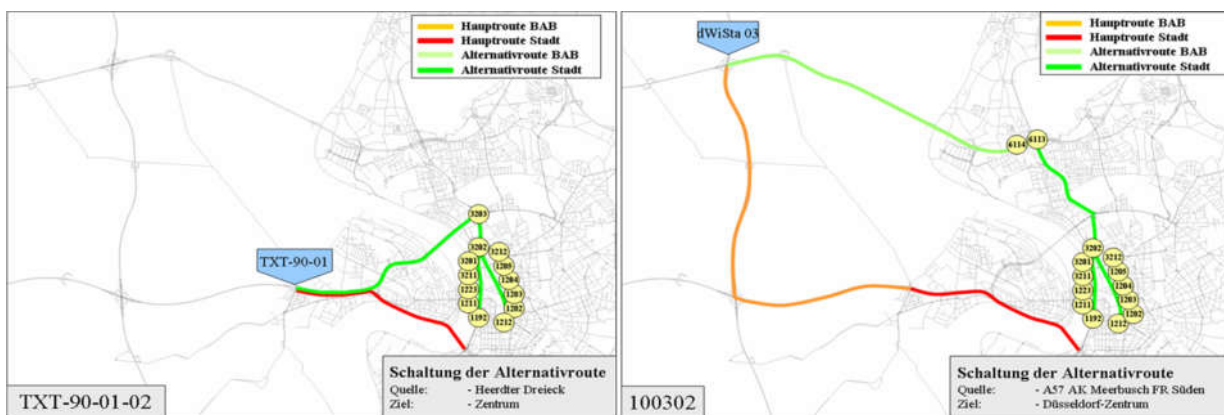 Hauptroute BAB
Hauptroute Stadt
Alternativroute BAB
Alternativroute Stadt
3203
3202
3212
3201
1205
3211
1204
1223
1203
1211
1202
1192
1212
TXT-90-01
Schaltung der Alternativroute
Quelle: - Heerdter Dreieck
Ziel: - Zentrum
TXT-90-01-02
dWiSta 03
Hauptroute BAB
Hauptroute Stadt
Alternativroute BAB
Alternativroute Stadt
6114
6113
3202
3212
3201
1205
3211
1204
1223
1203
1211
1202
1192
1212
Schaltung der Alternativroute
Quelle: - A57 AK Meerbusch FR Süden
Ziel: - Düsseldorf-Zentrum
100302